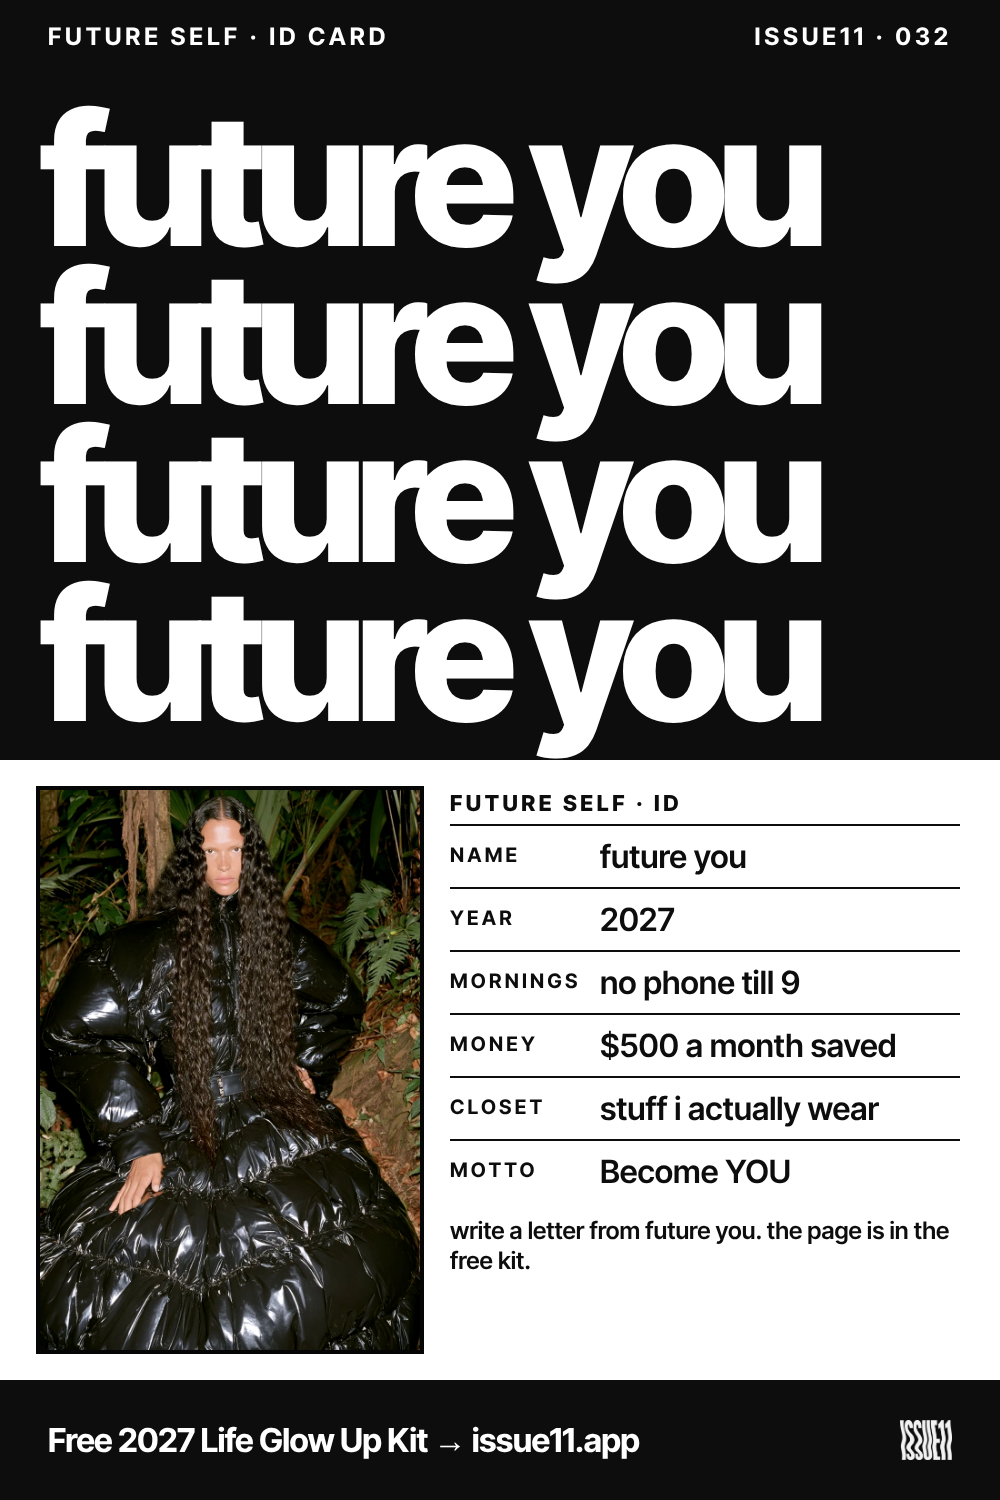 FUTURE SELF · ID CARD
ISSUE11 · 032
future you
future you
future you
future you
FUTURE SELF · ID
NAME future you
YEAR 2027
MORNINGS no phone till 9
MONEY $500 a month saved
CLOSET stuff i actually wear
MOTTO Become YOU
write a letter from future you. the page is in the
free kit.
Free 2027 Life Glow Up Kit → issue11.app
ISSUE11